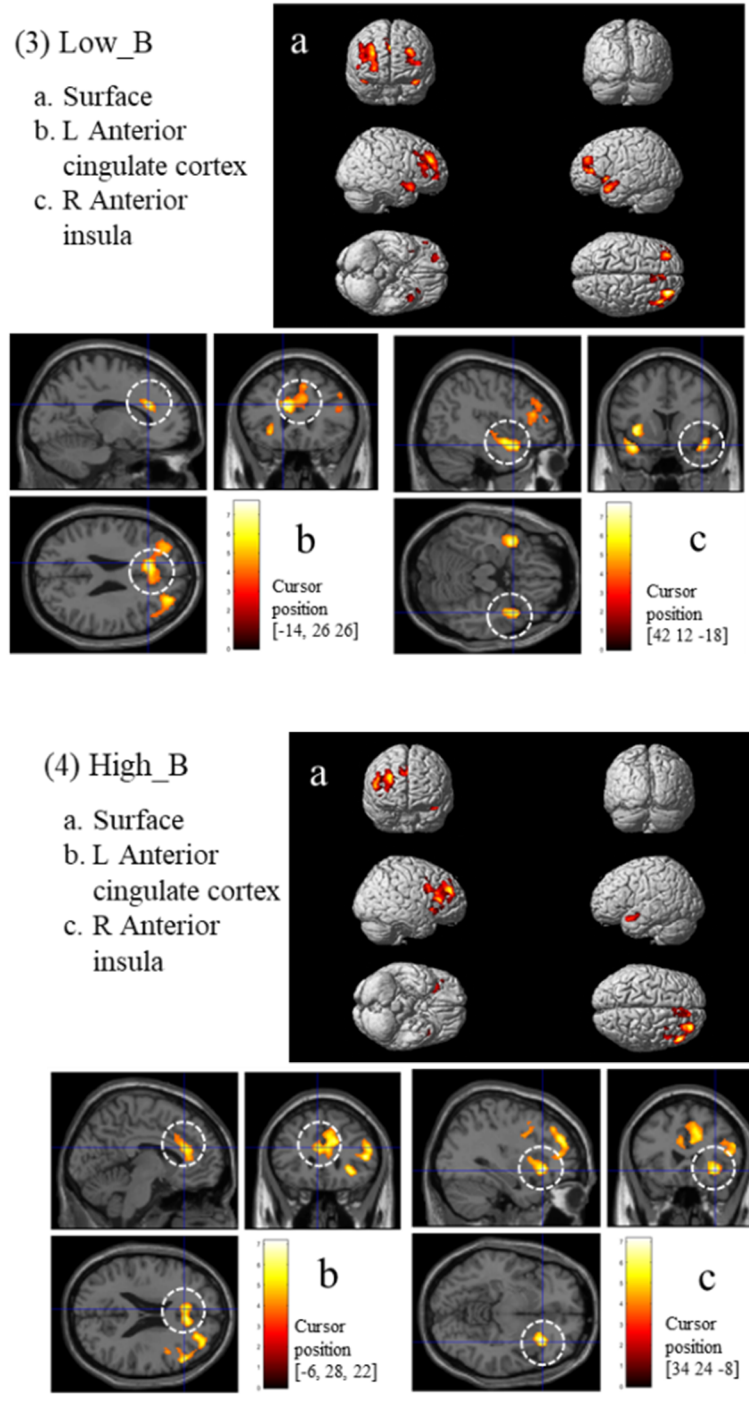 (3) Low_B
a. Surface
b. L Anterior
cingulate cortex
c. R Anterior
insula
a
b
Cursor
position
[-14, 26 26]
c
Cursor
position
[42 12 -18]
(4) High_B
a. Surface
b. L Anterior
cingulate cortex
c. R Anterior
insula
a
b
Cursor
position
[-6, 28, 22]
c
Cursor
position
[34 24 -8]